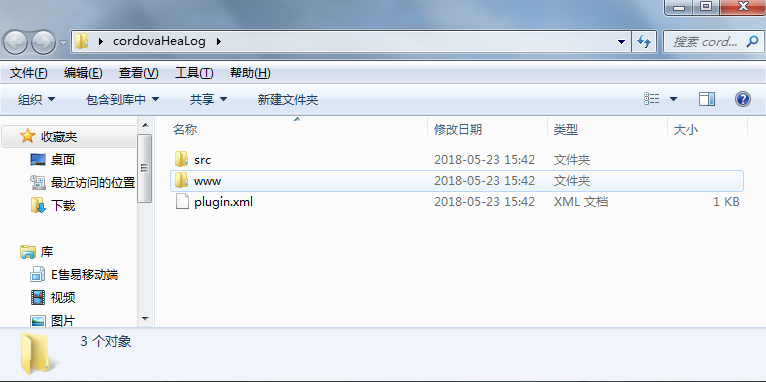 cordovaHeaLog
搜索 cord...
文件(F) 编辑(E) 查看(V) 工具(T) 帮助(H)
组织 包含到库中 共享 新建文件夹
收藏夹
桌面
最近访问的位置
下载
库
E售易移动端
视频
图片
名称 修改日期 类型 大小
src 2018-05-23 15:42 文件夹
www 2018-05-23 15:42 文件夹
plugin.xml 2018-05-23 15:42 XML 文档 1 KB
3 个对象